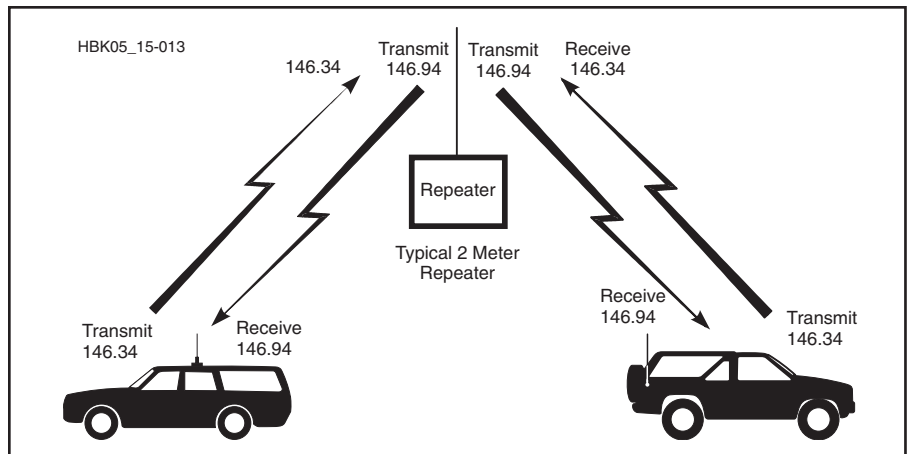 HBK05_15-013
146.34
Transmit
146.94
Transmit
146.94
Receive
146.34
Repeater
Typical 2 Meter
Repeater
Transmit
146.34
Receive
146.94
Receive
146.94
Transmit
146.34